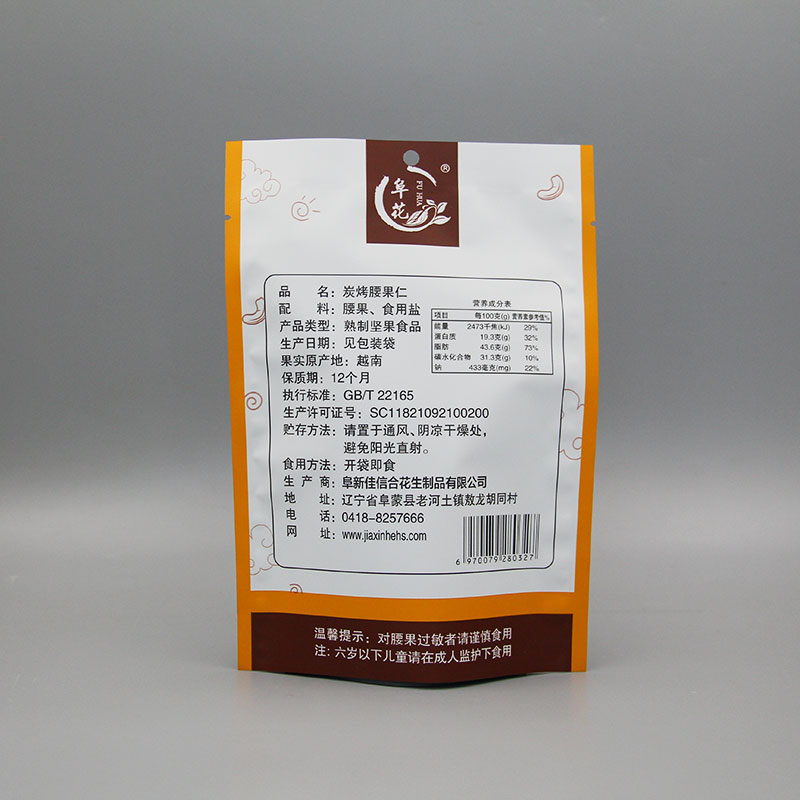 阜花
FU HUA
®
品 名：炭烤腰果仁
配 料：腰果、食用盐
产品类型：熟制坚果食品
生产日期：见包装袋
果实原产地：越南
保质期：12个月
执行标准：GB/T 22165
生产许可证号：SC11821092100200
贮存方法：请置于通风、阴凉干燥处，
避免阳光直射。
食用方法：开袋即食
生 产 商：阜新佳信合花生制品有限公司
地 址：辽宁省阜蒙县老河土镇敖龙胡同村
电 话：0418-8257666
网 址：www.jiaxinhehs.com
营养成分表
项目 每100克(g) 营养素参考值%
能量 2473千焦(kJ) 29%
蛋白质 19.3克(g) 32%
脂肪 43.6克(g) 73%
碳水化合物 31.3克(g) 10%
钠 433毫克(mg) 22%
6 970079 280327
温馨提示：对腰果过敏者请谨慎食用
注：六岁以下儿童请在成人监护下食用